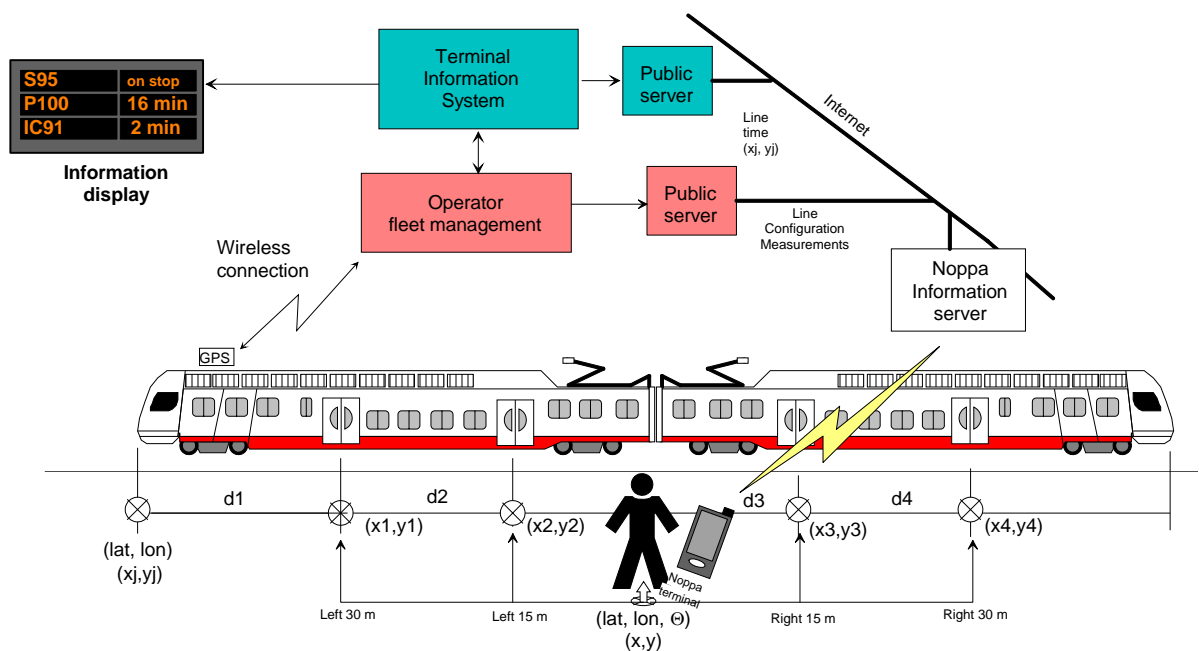 Terminal
Information
System
Public
server
S95 on stop
P100 16 min
IC91 2 min
Information
display
Internet
Line
time
(xj, yj)
Operator
fleet management
Public
server
Line
Configuration
Measurements
Wireless
connection
Noppa
Information
server
GPS
d1
d2
d3
d4
(x1,y1)
(x2,y2)
(x3,y3)
(x4,y4)
(lat, lon)
(xj,yj)
Noppa
terminal
Left 30 m
Left 15 m
(lat, lon, Θ)
(x,y)
Right 15 m
Right 30 m